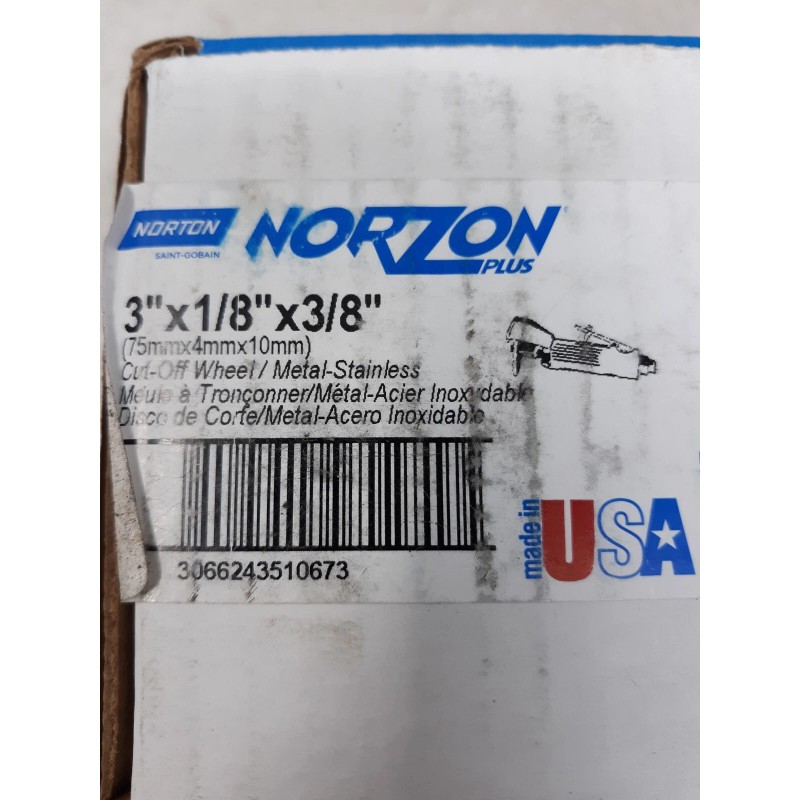 NORTON
SAINT-GOBAIN
NORZON
PLUS
3"x1/8"x3/8"
(75mmx4mmx10mm)
Cut-Off Wheel / Metal-Stainless
Meule à Tronçonner/Métal-Acier Inoxydable
Disco de Corte/Metal-Acero Inoxidable
3066243510673
made in
USA